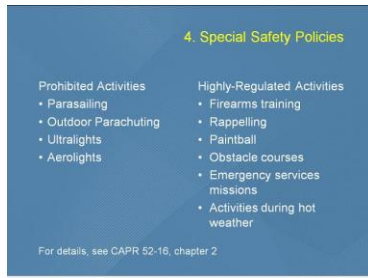 4. Special Safety Policies
Prohibited Activities
• Parasailing
• Outdoor Parachuting
• Ultralights
• Aerolights
Highly-Regulated Activities
• Firearms training
• Rappelling
• Paintball
• Obstacle courses
• Emergency services
missions
• Activities during hot
weather
For details, see CAPR 52-16, chapter 2